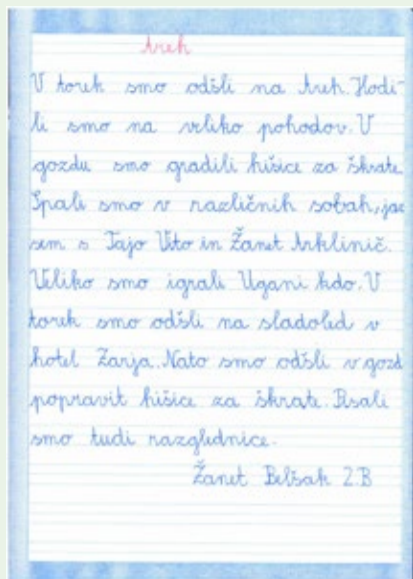 Areh
V torek smo odšli na Areh. Hodi-
li smo na veliko pohodov. V
gozdu smo gradili hišice za škrate.
Spali smo v različnih sobah, jaz
sem s Tajo Vito in Žanet Arklinič.
Veliko smo igrali Ugani kdo. V
torek smo odšli na sladoled v
hotel Zarja. Nato smo odšli v gozd
popravit hišice za škrate. Pisali
smo tudi razglednice.
Žanet Belšak 2.B